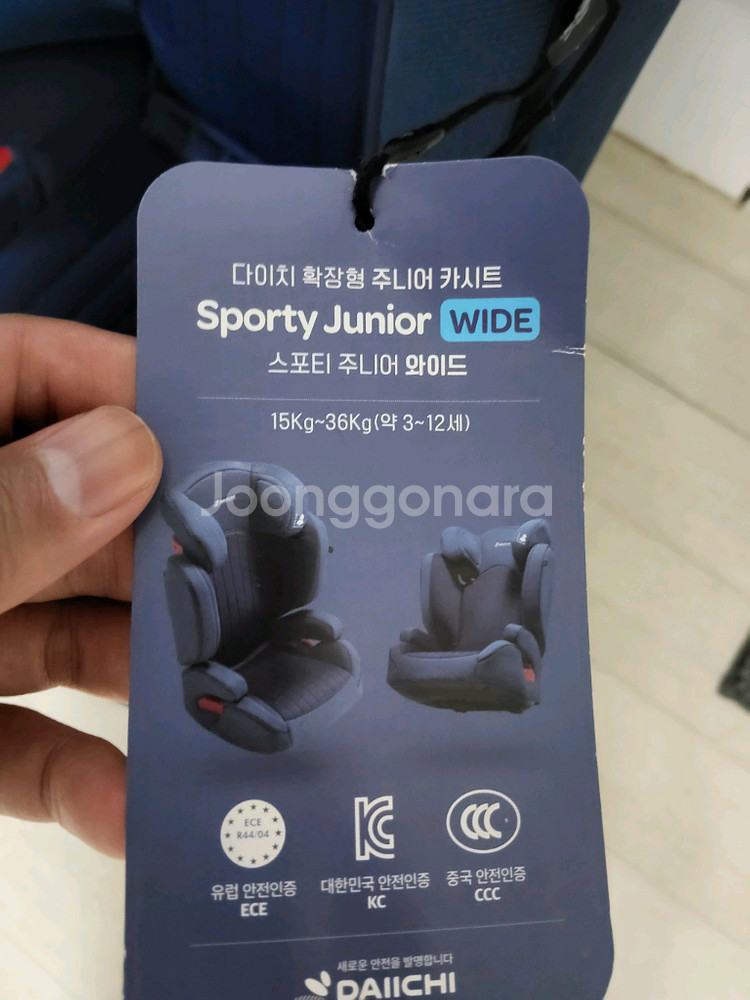 다이치 확장형 주니어 카시트
Sporty Junior WIDE
스포티 주니어 와이드
15Kg~36Kg(약 3~12세)
Joonggonara
ECE
R44/04
유럽 안전인증
ECE
KC
대한민국 안전인증
KC
CCC
중국 안전인증
CCC
새로운 안전을 발명합니다
DAIICHI